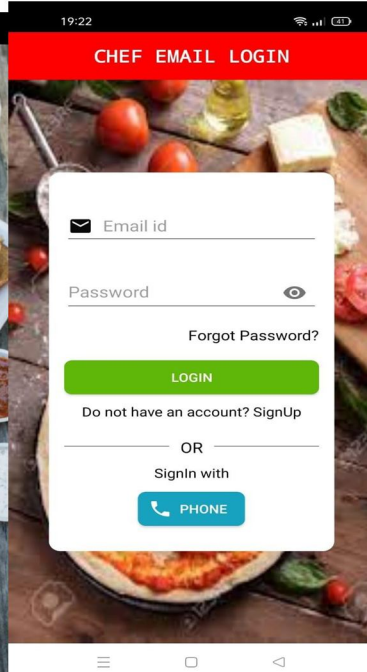 19:22
41
CHEF EMAIL LOGIN
Email id
Password
Forgot Password?
LOGIN
Do not have an account? SignUp
OR
SignIn with
PHONE